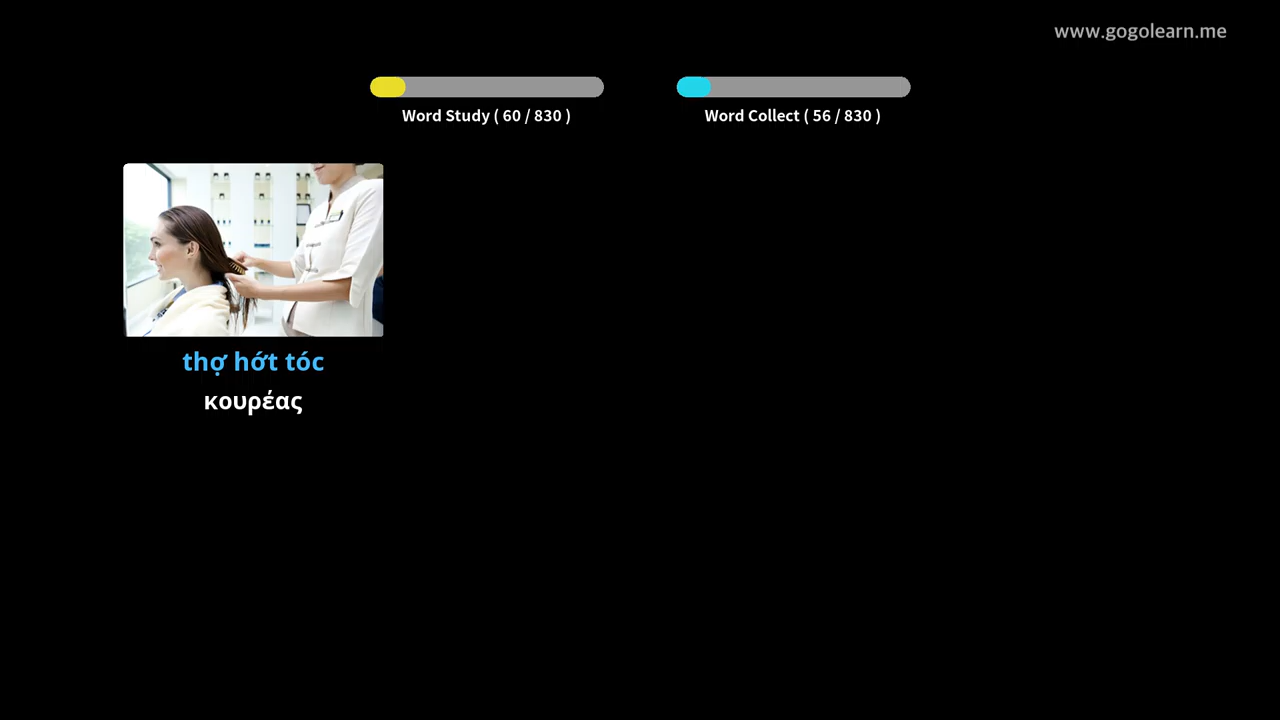 www.gogolearn.me
Word Study ( 60 / 830 )
Word Collect ( 56 / 830 )
thợ hớt tóc
κουρέας